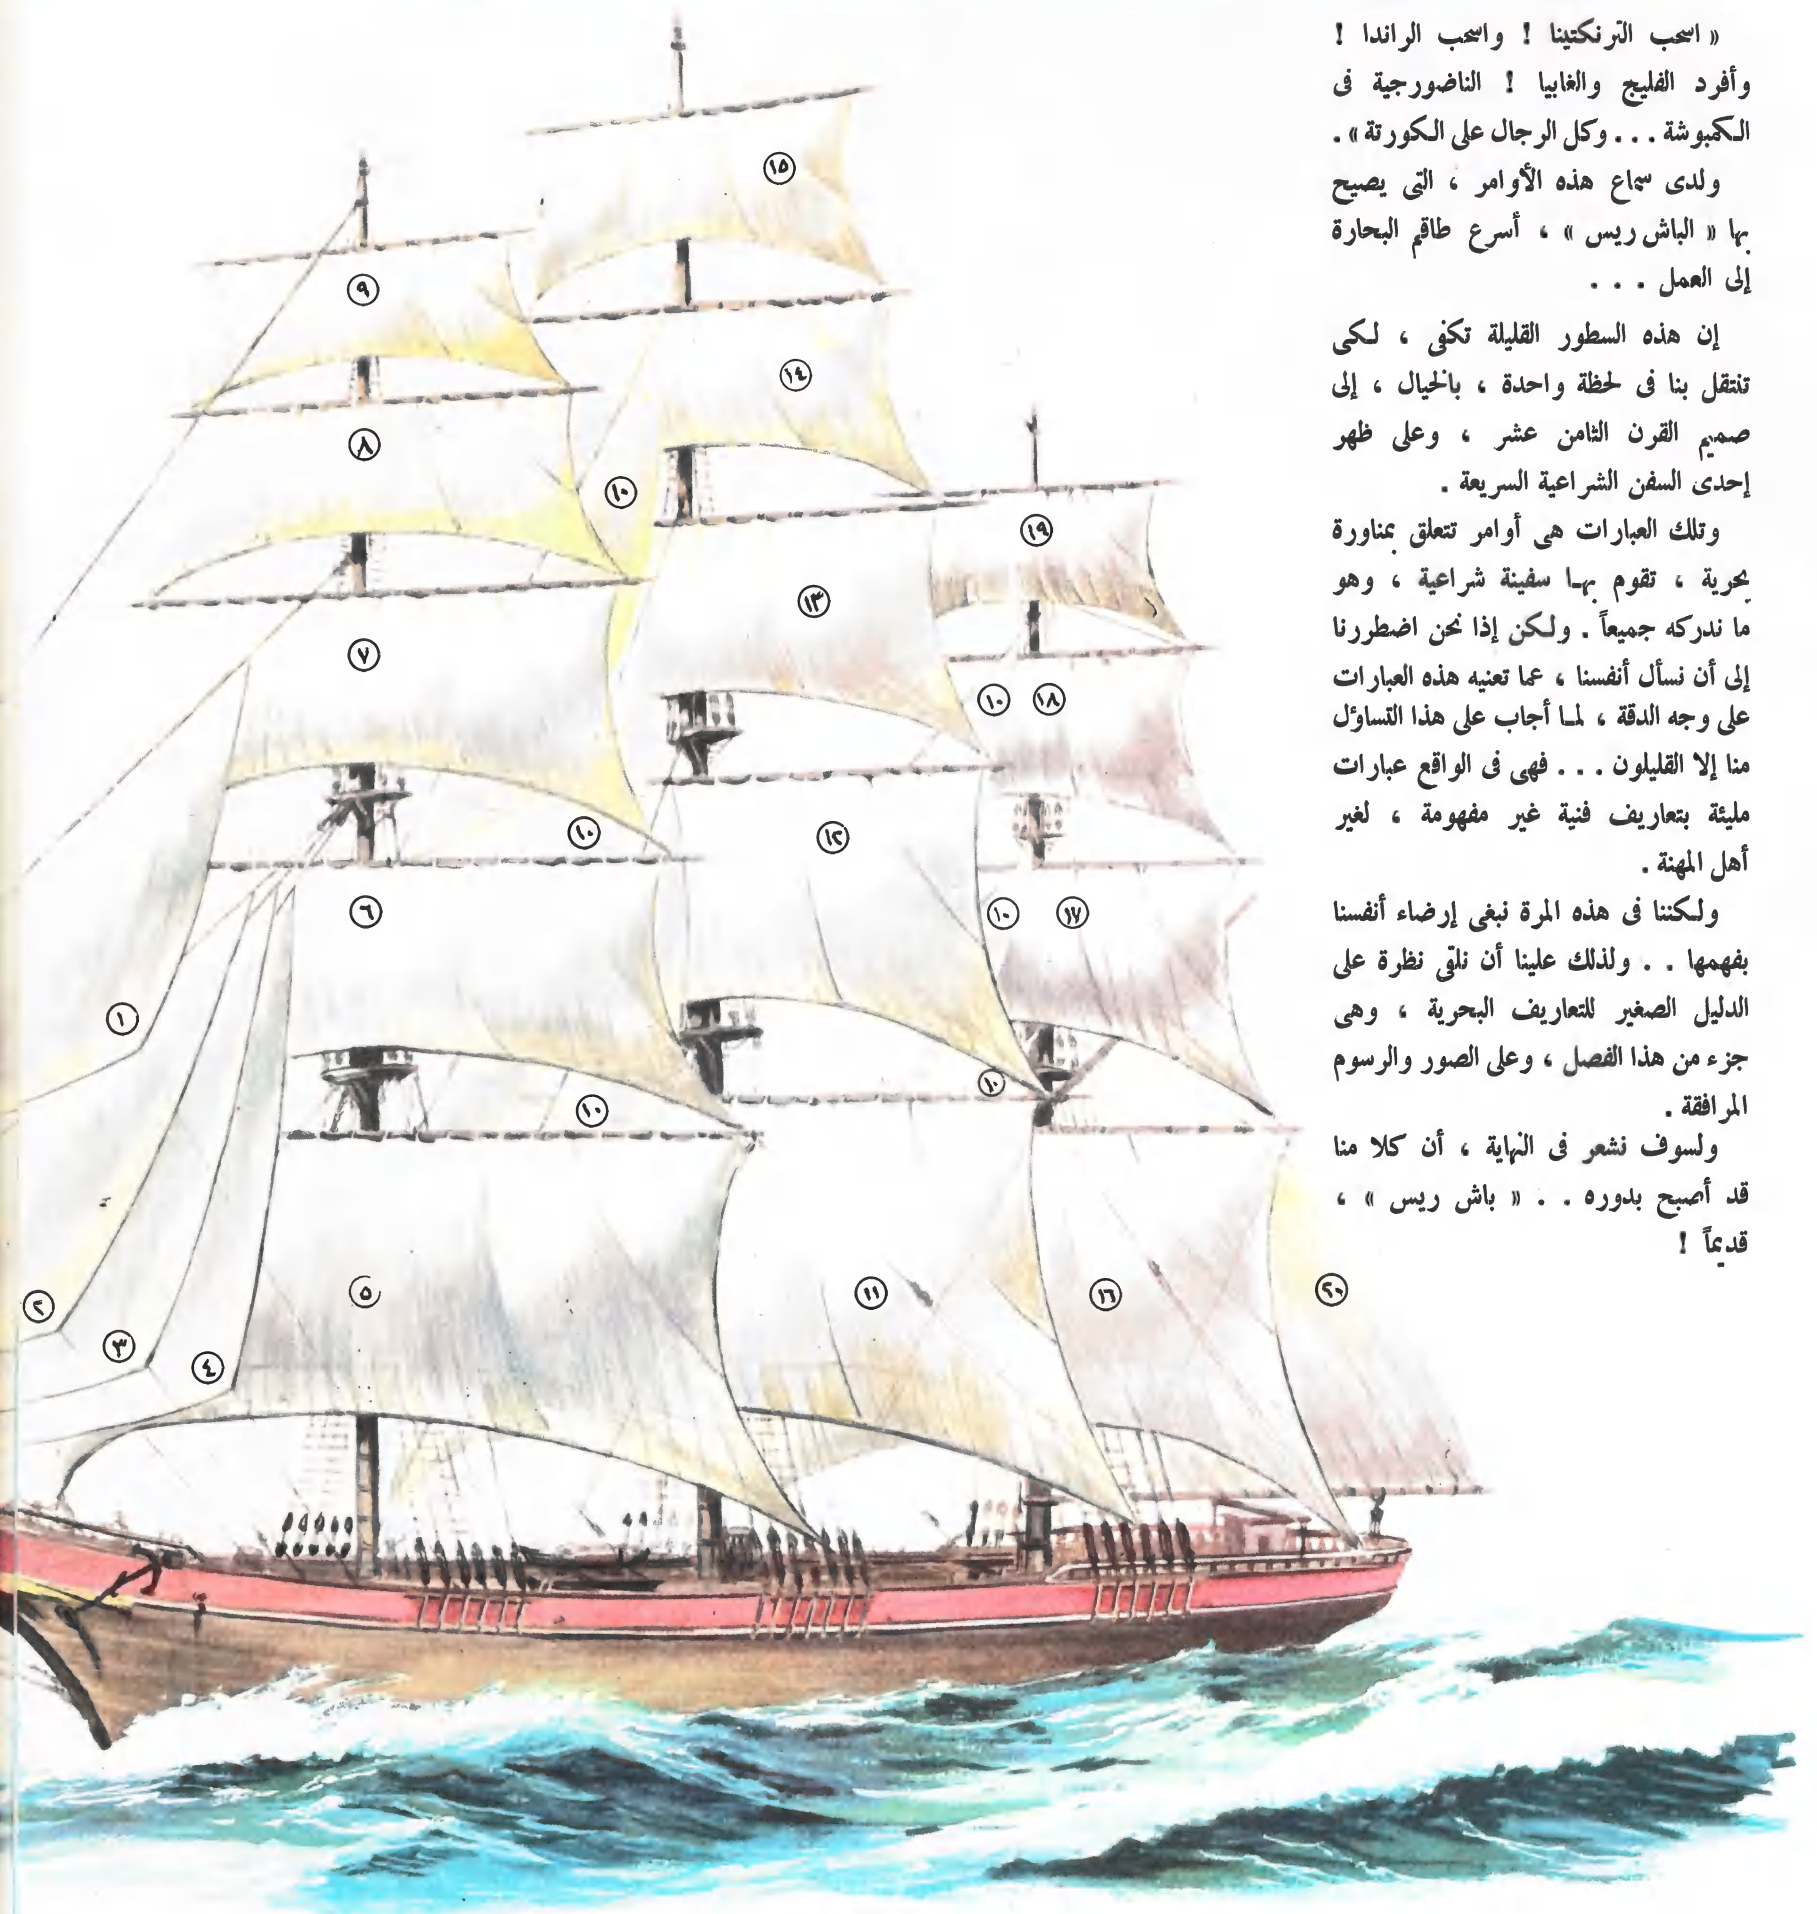 « اسحب الترنكتينا ! واسحب الراندا !
وأفرد الفليج والغابيا ! الناضورجية فى
الكمبوشة . . . وكل الرجال على الكورتة » .
ولدى سماع هذه الأوامر ، التى يصيح
بها « الباش ريس » ، أسرع طاقم البحارة
إلى العمل . . .
إن هذه السطور القليلة تكفى ، لكى
تنتقل بنا فى لحظة واحدة ، بالخيال ، إلى
صميم القرن الثامن عشر ، وعلى ظهر
إحدى السفن الشراعية السريعة .
وتلك العبارات هى أوامر تتعلق بمناورة
بحرية ، تقوم بها سفينة شراعية ، وهو
ما ندركه جميعاً . ولكن إذا نحن اضطررنا
إلى أن نسأل أنفسنا ، عما تعنيه هذه العبارات
على وجه الدقة ، لما أجاب على هذا التساؤل
منا إلا القليلون . . . فهى فى الواقع عبارات
مليئة بتعاريف فنية غير مفهومة ، لغير
أهل المهنة .
ولكننا فى هذه المرة نبغى إرضاء أنفسنا
بفهمها . . ولذلك علينا أن نلقى نظرة على
الدليل الصغير للتعاريف البحرية ، وهى
جزء من هذا الفصل ، وعلى الصور والرسوم
المرافقة .
ولسوف نشعر فى النهاية ، أن كلا منا
قد أصبح بدوره . . « باش ريس » ،
قديماً !
١٥
٩
١٤
٨
١٠
١٩
١٣
٧
١٠ ١٨
١٠
١٢
٦
١٠ ١٧
١
١٠
١٠
٥
١١
١٦
٢٠
٢
٣
٤